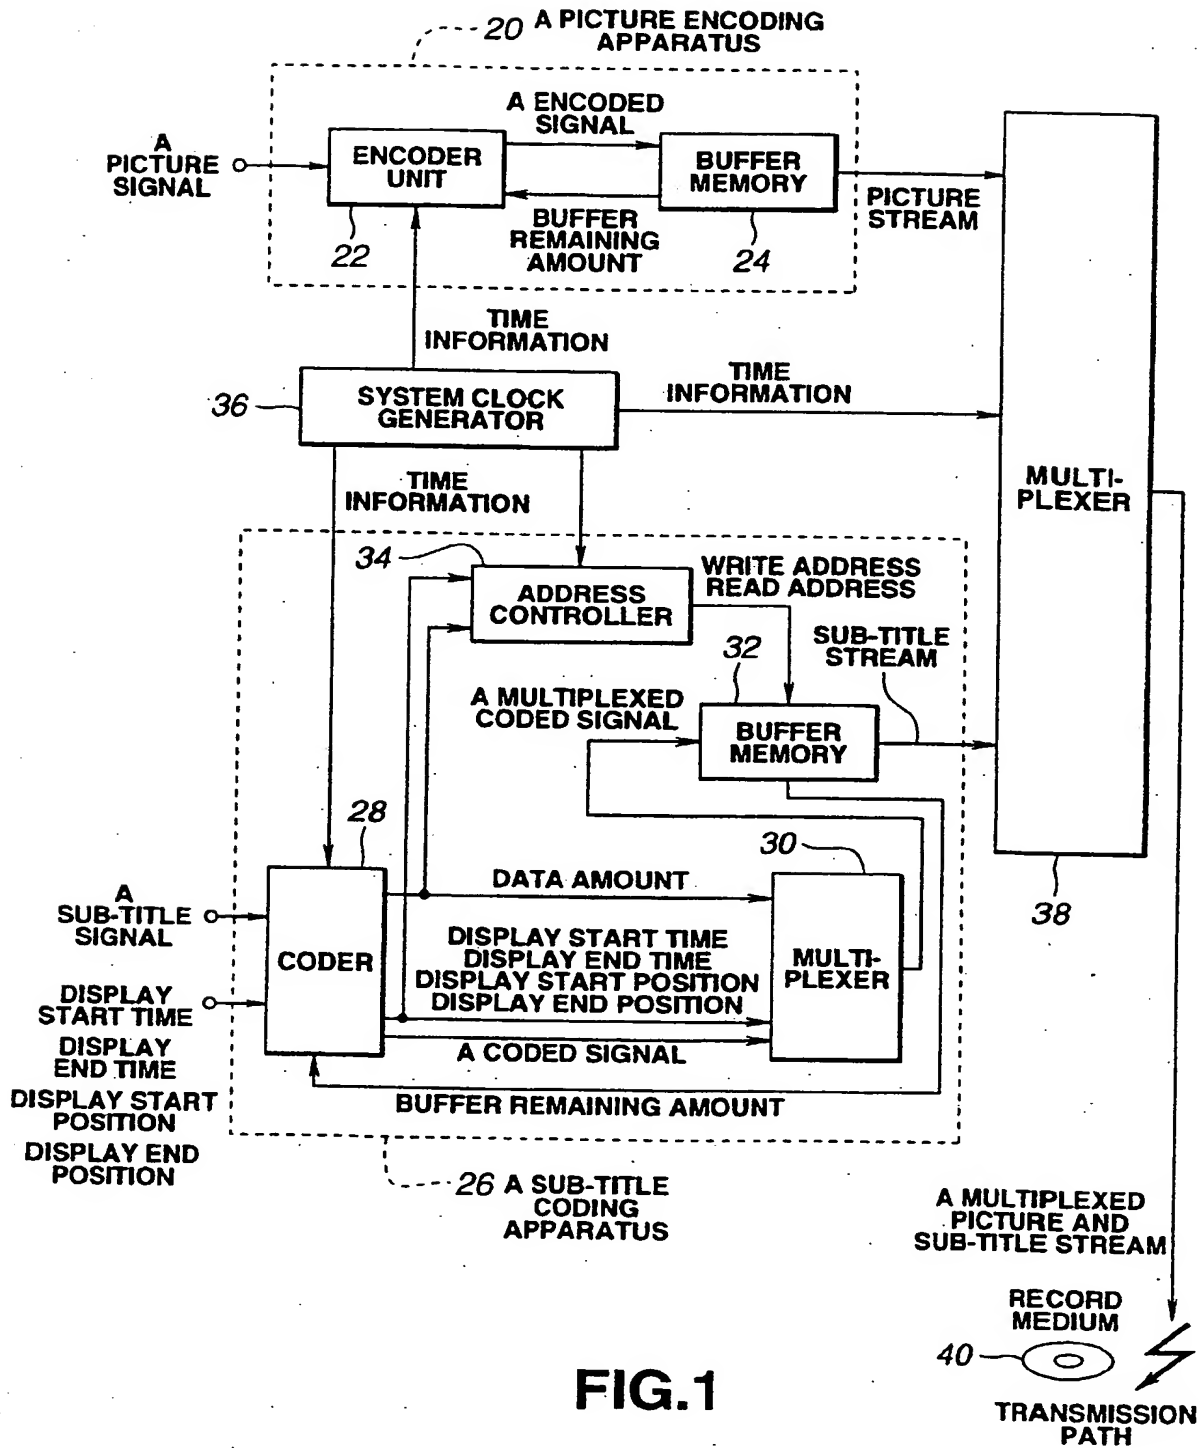 20 A PICTURE ENCODING
APPARATUS
A
PICTURE
SIGNAL
ENCODER
UNIT
22
A ENCODED
SIGNAL
BUFFER
REMAINING
AMOUNT
BUFFER
MEMORY
24
PICTURE
STREAM
TIME
INFORMATION
36
SYSTEM CLOCK
GENERATOR
TIME
INFORMATION
TIME
INFORMATION
MULTI-
PLEXER
38
34
ADDRESS
CONTROLLER
WRITE ADDRESS
READ ADDRESS
32
SUB-TITLE
STREAM
A MULTIPLEXED
CODED SIGNAL
BUFFER
MEMORY
28
30
A
SUB-TITLE
SIGNAL
CODER
DATA AMOUNT
DISPLAY START TIME
DISPLAY END TIME
DISPLAY START POSITION
DISPLAY END POSITION
MULTI-
PLEXER
A CODED SIGNAL
BUFFER REMAINING AMOUNT
DISPLAY
START TIME
DISPLAY
END TIME
DISPLAY START
POSITION
DISPLAY END
POSITION
26 A SUB-TITLE
CODING
APPARATUS
A MULTIPLEXED
PICTURE AND
SUB-TITLE STREAM
RECORD
MEDIUM
40
TRANSMISSION
PATH
FIG.1